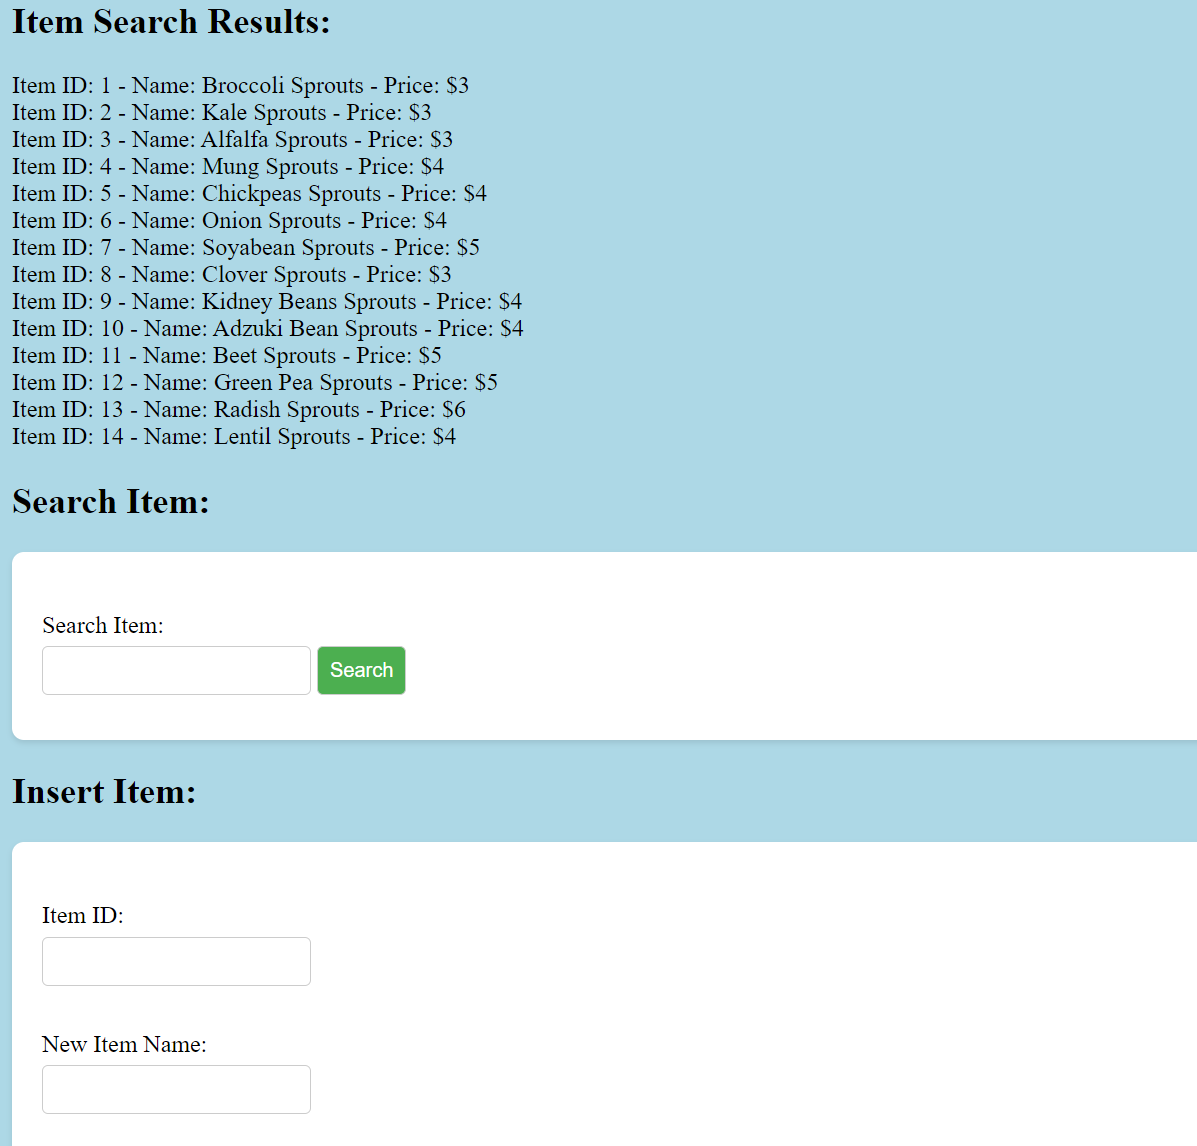 Item Search Results:
Item ID: 1 - Name: Broccoli Sprouts - Price: $3
Item ID: 2 - Name: Kale Sprouts - Price: $3
Item ID: 3 - Name: Alfalfa Sprouts - Price: $3
Item ID: 4 - Name: Mung Sprouts - Price: $4
Item ID: 5 - Name: Chickpeas Sprouts - Price: $4
Item ID: 6 - Name: Onion Sprouts - Price: $4
Item ID: 7 - Name: Soyabean Sprouts - Price: $5
Item ID: 8 - Name: Clover Sprouts - Price: $3
Item ID: 9 - Name: Kidney Beans Sprouts - Price: $4
Item ID: 10 - Name: Adzuki Bean Sprouts - Price: $4
Item ID: 11 - Name: Beet Sprouts - Price: $5
Item ID: 12 - Name: Green Pea Sprouts - Price: $5
Item ID: 13 - Name: Radish Sprouts - Price: $6
Item ID: 14 - Name: Lentil Sprouts - Price: $4
Search Item:
Search Item:
Search
Insert Item:
Item ID:
New Item Name: